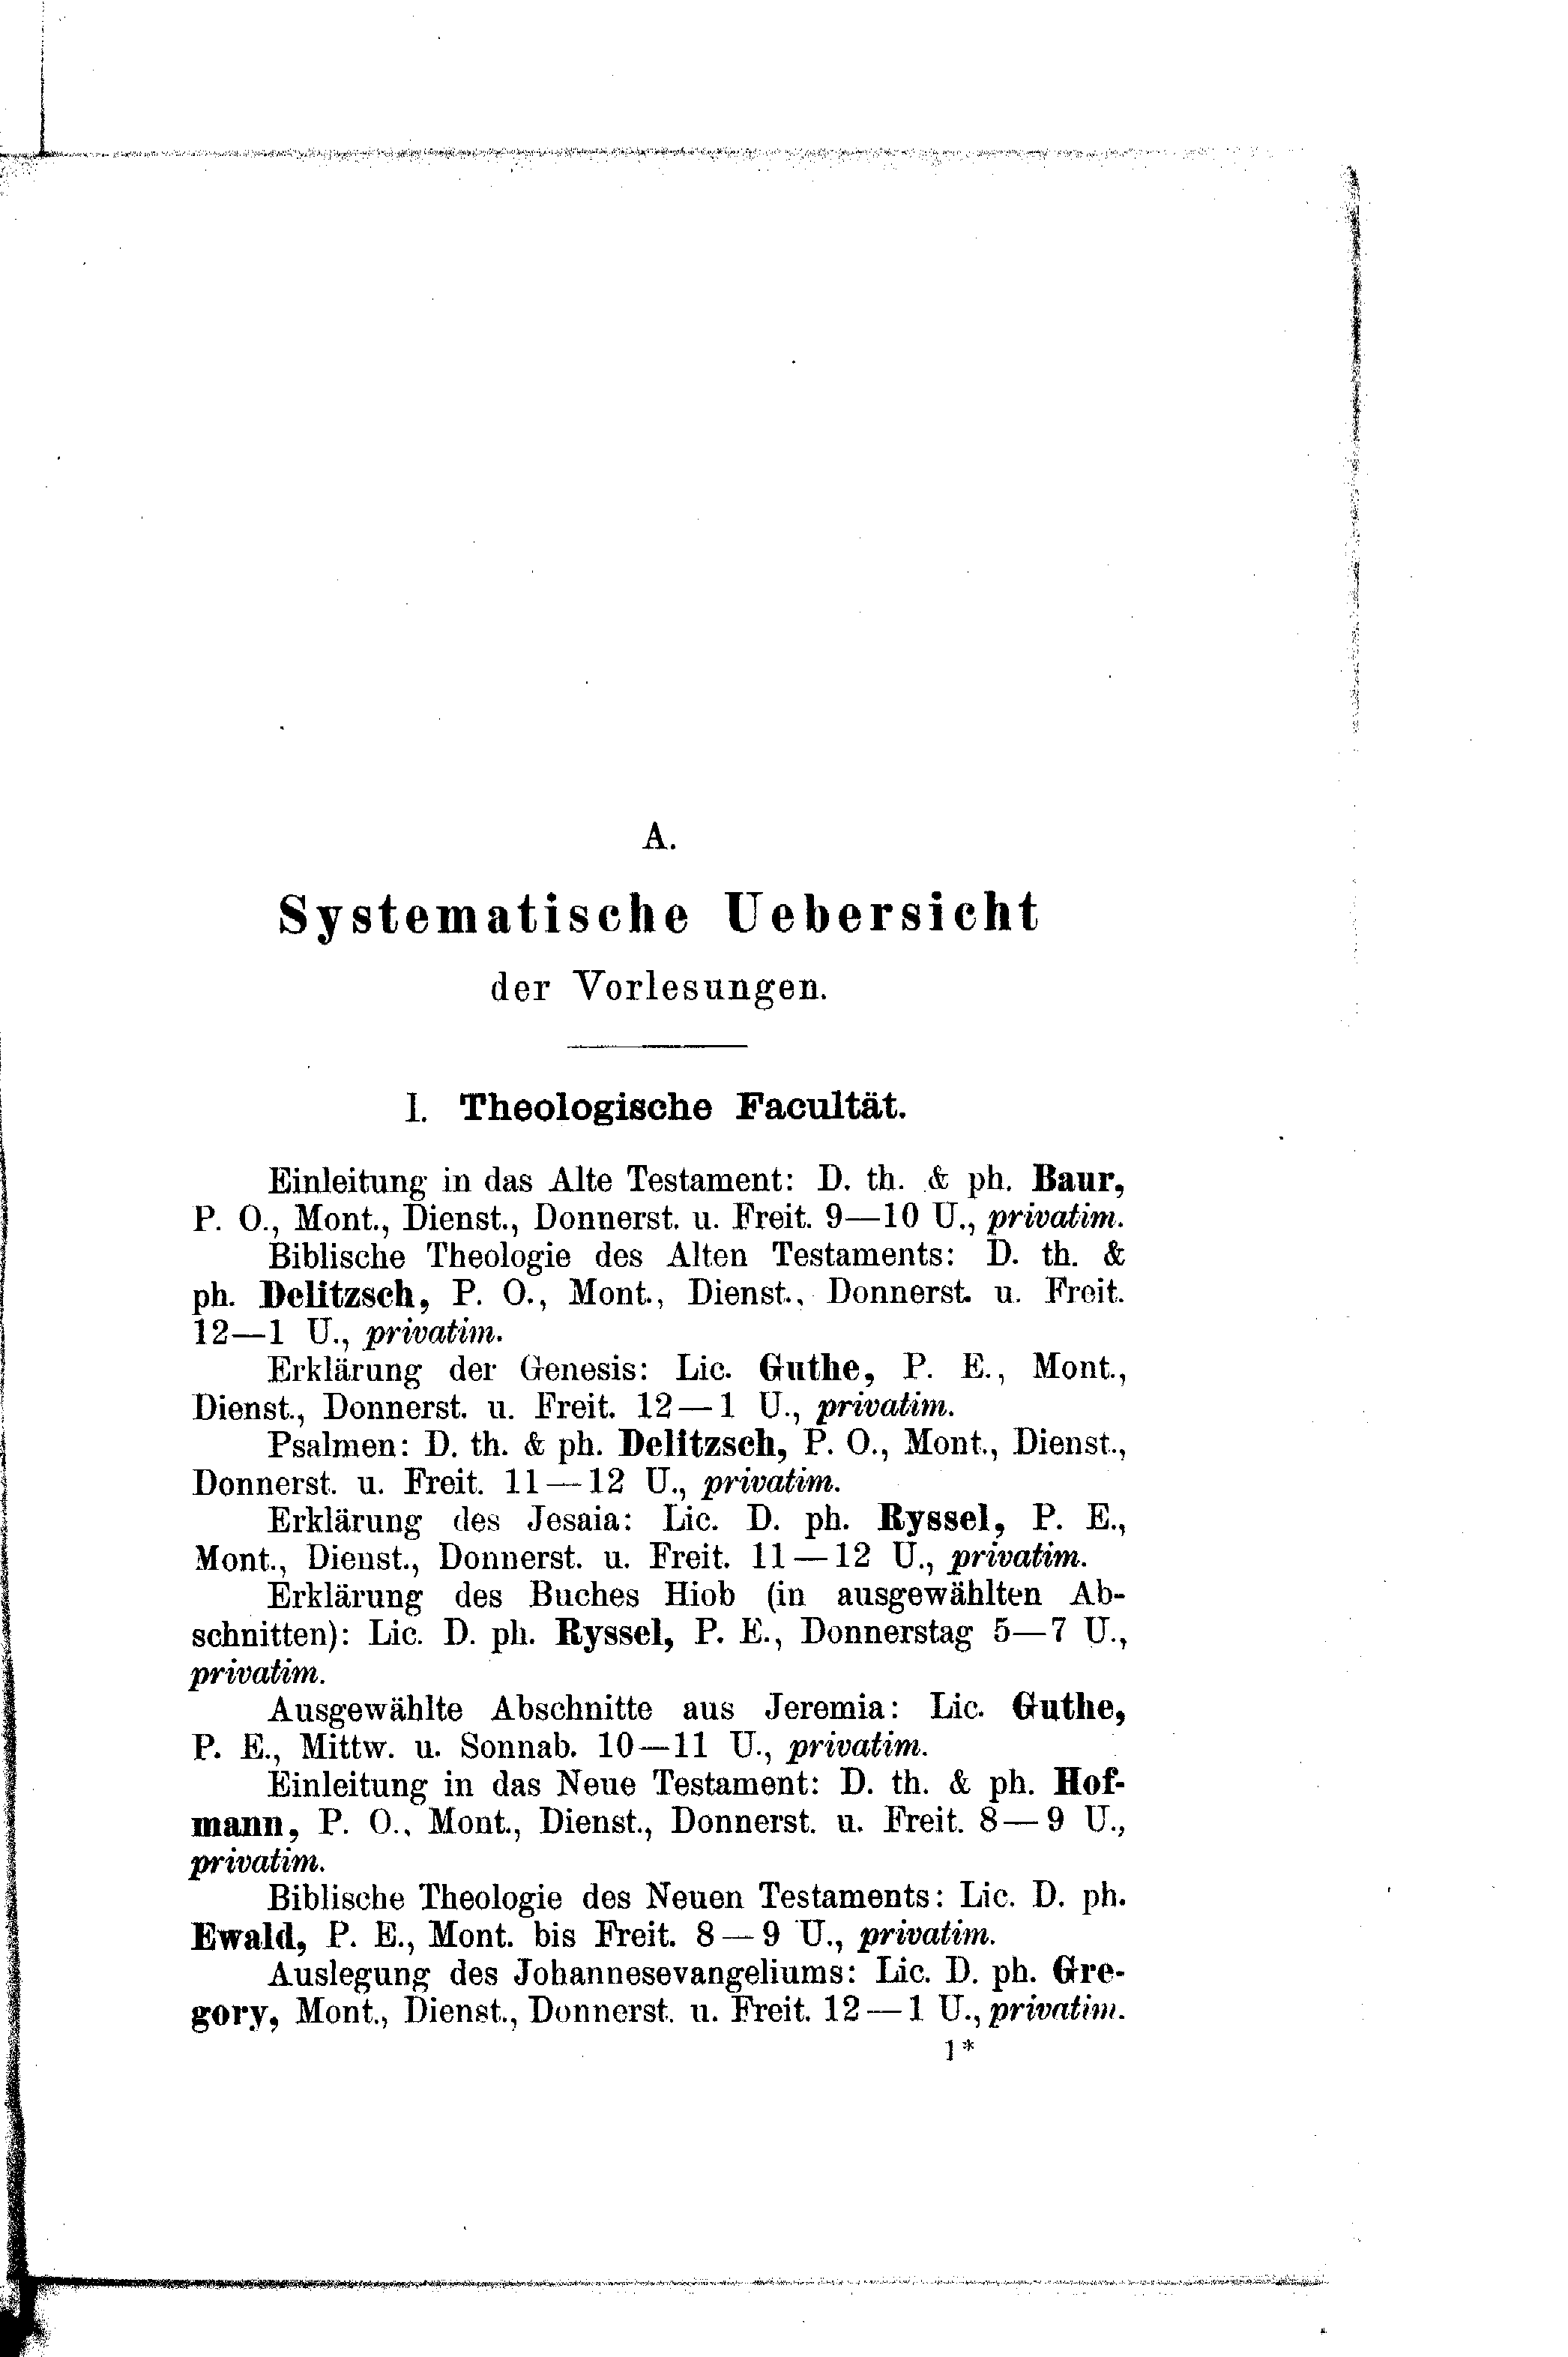 A.
Systematische Uebersicht
der Vorlesungen.
I. Theologische Facultät.
Einleitung in das Alte Testament: D. th. & ph. Baur,
P. O., Mont., Dienst., Donnerst. u. Freit. 9—10 U., privatim.
Biblische Theologie des Alten Testaments: D. th. &
ph. Delitzsch, P. O., Mont., Dienst., Donnerst. u. Freit.
12—1 U., privatim.
Erklärung der Genesis: Lic. Guthe, P. E., Mont.,
Dienst., Donnerst. u. Freit. 12—1 U., privatim.
Psalmen: D. th. & ph. Delitzsch, P. O., Mont., Dienst.,
Donnerst. u. Freit. 11—12 U., privatim.
Erklärung des Jesaia: Lic. D. ph. Ryssel, P. E.,
Mont., Dienst., Donnerst. u. Freit. 11—12 U., privatim.
Erklärung des Buches Hiob (in ausgewählten Ab-
schnitten): Lic. D. ph. Ryssel, P. E., Donnerstag 5—7 U.,
privatim.
Ausgewählte Abschnitte aus Jeremia: Lic. Guthe,
P. E., Mittw. u. Sonnab. 10—11 U., privatim.
Einleitung in das Neue Testament: D. th. & ph. Hof-
mann, P. O., Mont., Dienst., Donnerst. u. Freit. 8—9 U.,
privatim.
Biblische Theologie des Neuen Testaments: Lic. D. ph.
Ewald, P. E., Mont. bis Freit. 8—9 U., privatim.
Auslegung des Johannesevangeliums: Lic. D. ph. Gre-
gory, Mont., Dienst., Donnerst. u. Freit. 12—1 U., privatim.
1*